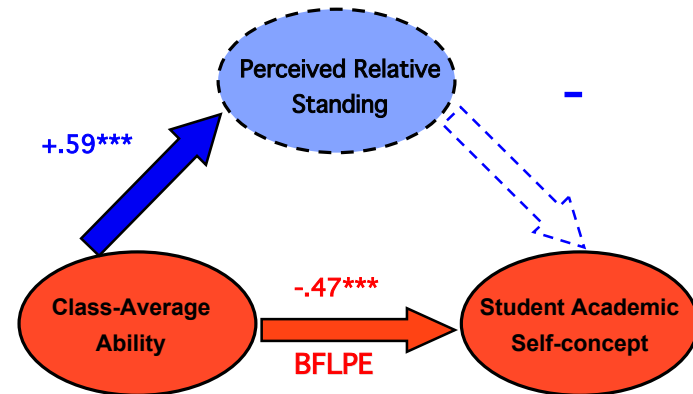 Perceived Relative
Standing
–
+.59***
-.47***
Class-Average
Ability
BFLPE
Student Academic
Self-concept